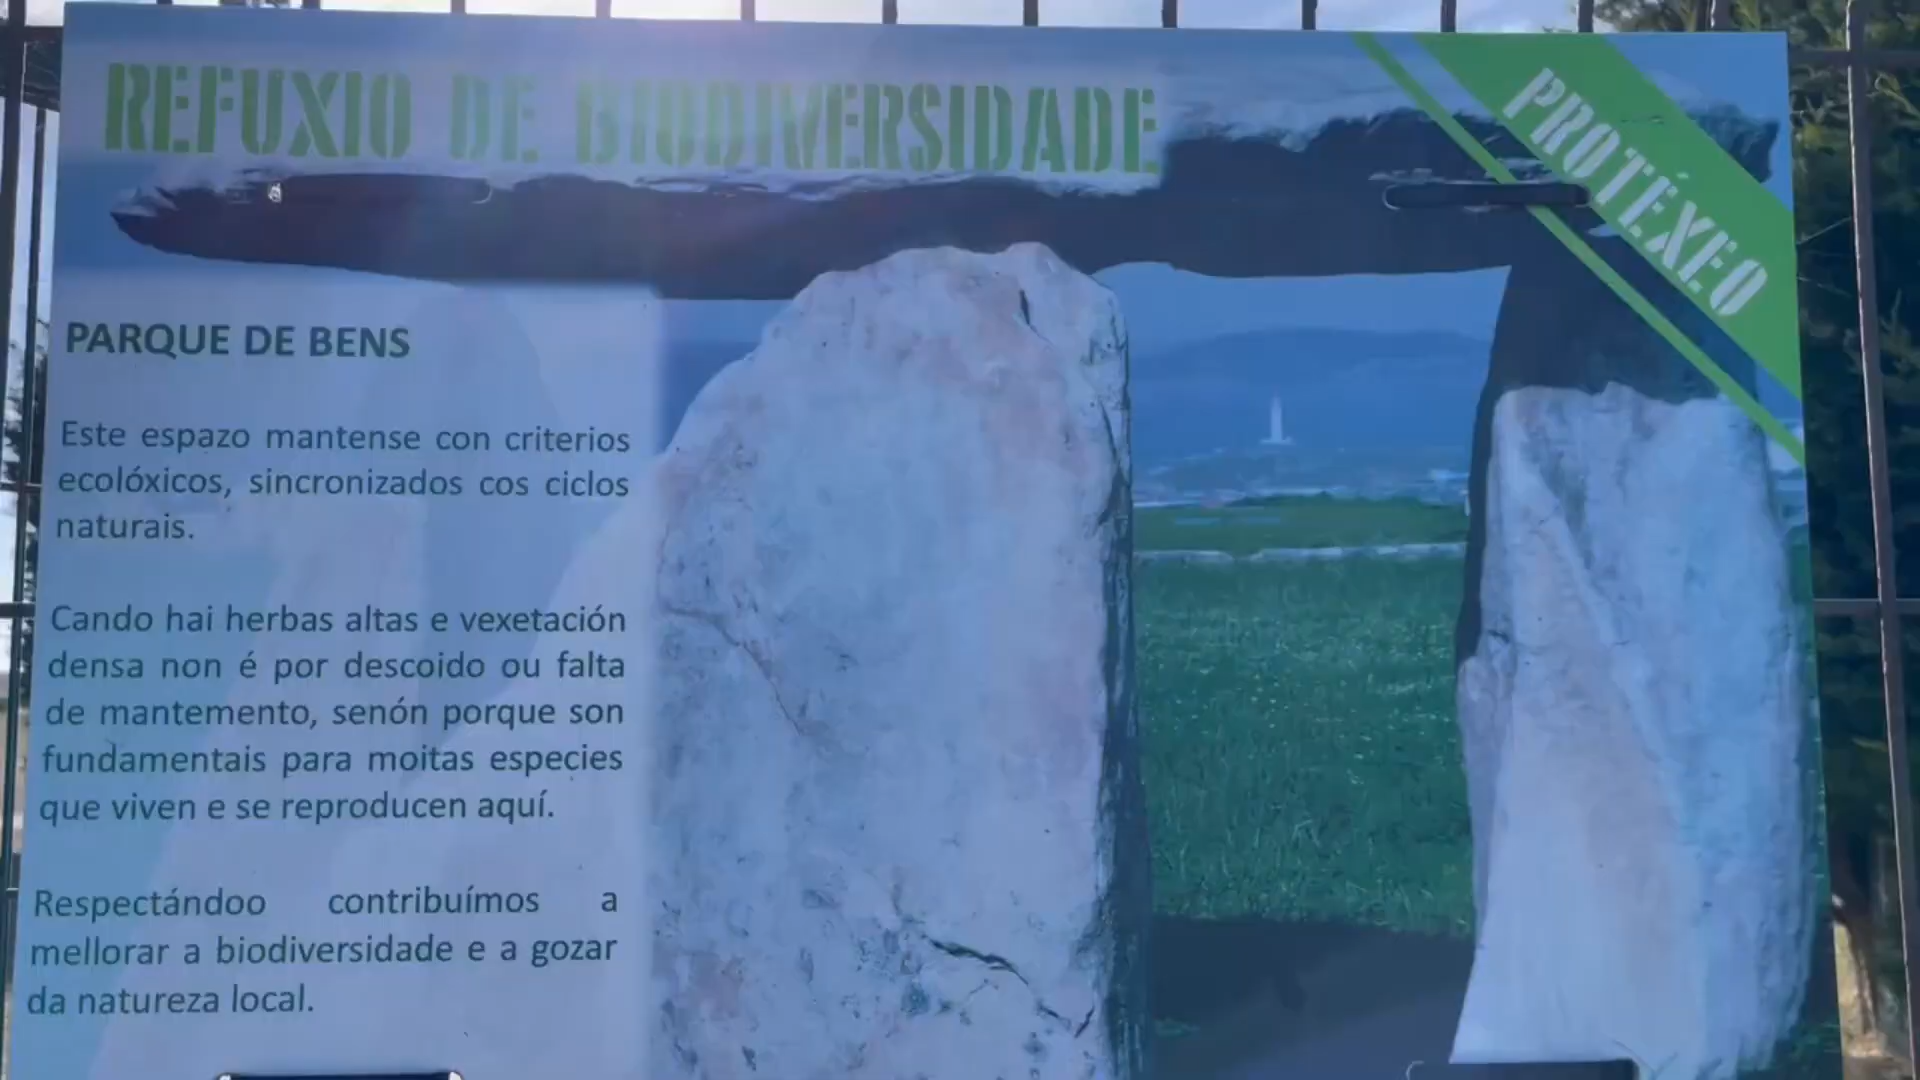 REFUXIO DE BIODIVERSIDADE
PROTÉXEO
PARQUE DE BENS
Este espazo mantense con criterios
ecolóxicos, sincronizados cos ciclos
naturais.
Cando hai herbas altas e vexetación
densa non é por descoido ou falta
de mantemento, senón porque son
fundamentais para moitas especies
que viven e se reproducen aquí.
Respectándoo contribuímos a
mellorar a biodiversidade e a gozar
da natureza local.